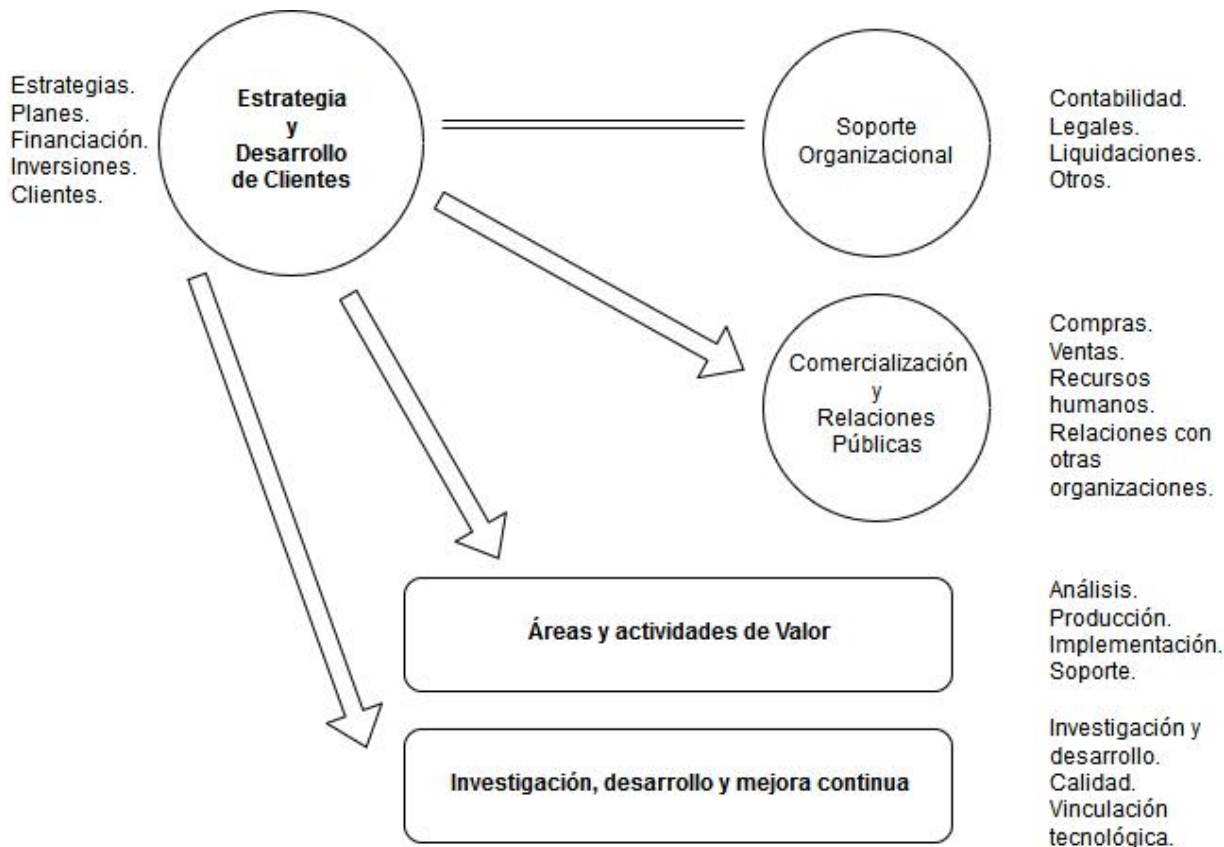 Estrategias.
Planes.
Financiación.
Inversiones.
Clientes.
Estrategia
y
Desarrollo
de Clientes
Soporte
Organizacional
Contabilidad.
Legales.
Liquidaciones.
Otros.
Comercialización
y
Relaciones
Públicas
Compras.
Ventas.
Recursos
humanos.
Relaciones con
otras
organizaciones.
Áreas y actividades de Valor
Análisis.
Producción.
Implementación.
Soporte.
Investigación, desarrollo y mejora continua
Investigación y
desarrollo.
Calidad.
Vinculación
tecnológica.